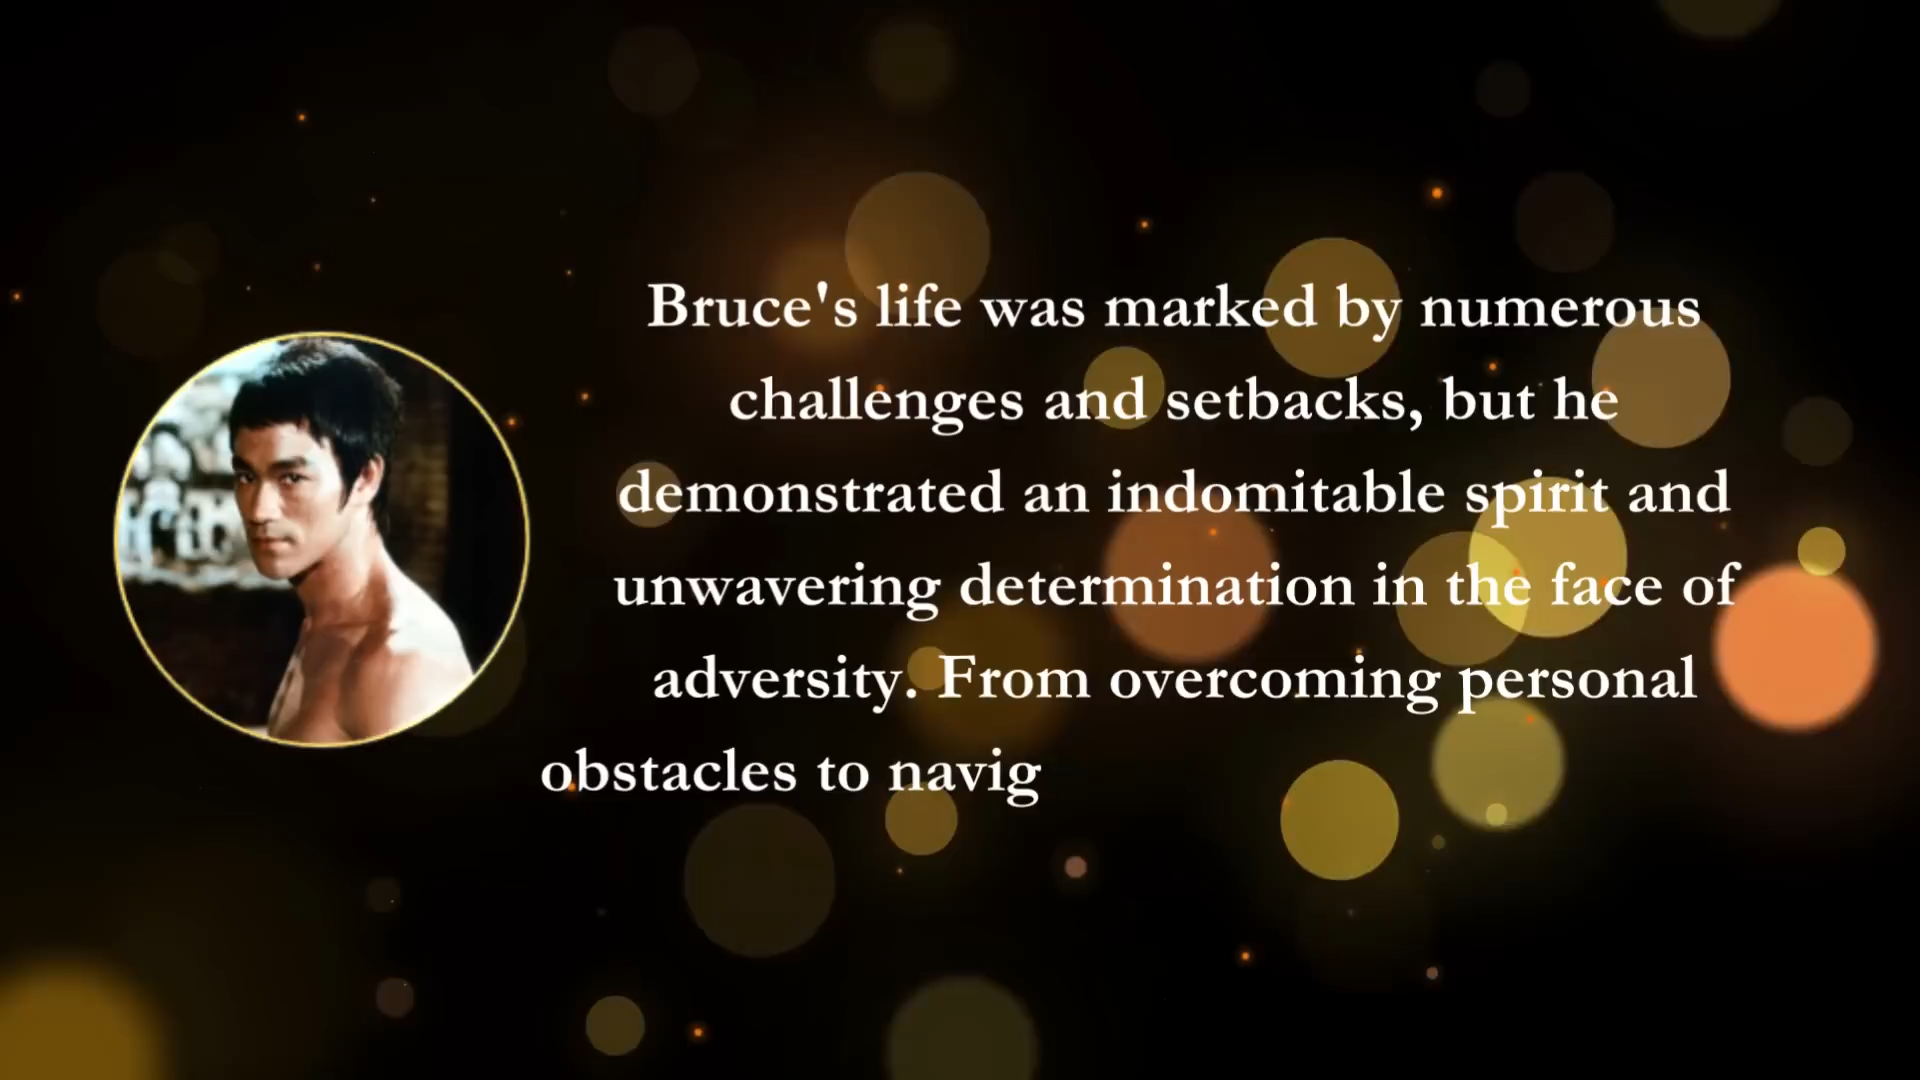 Bruce's life was marked by numerous
challenges and setbacks, but he
demonstrated an indomitable spirit and
unwavering determination in the face of
adversity. From overcoming personal
obstacles to navig